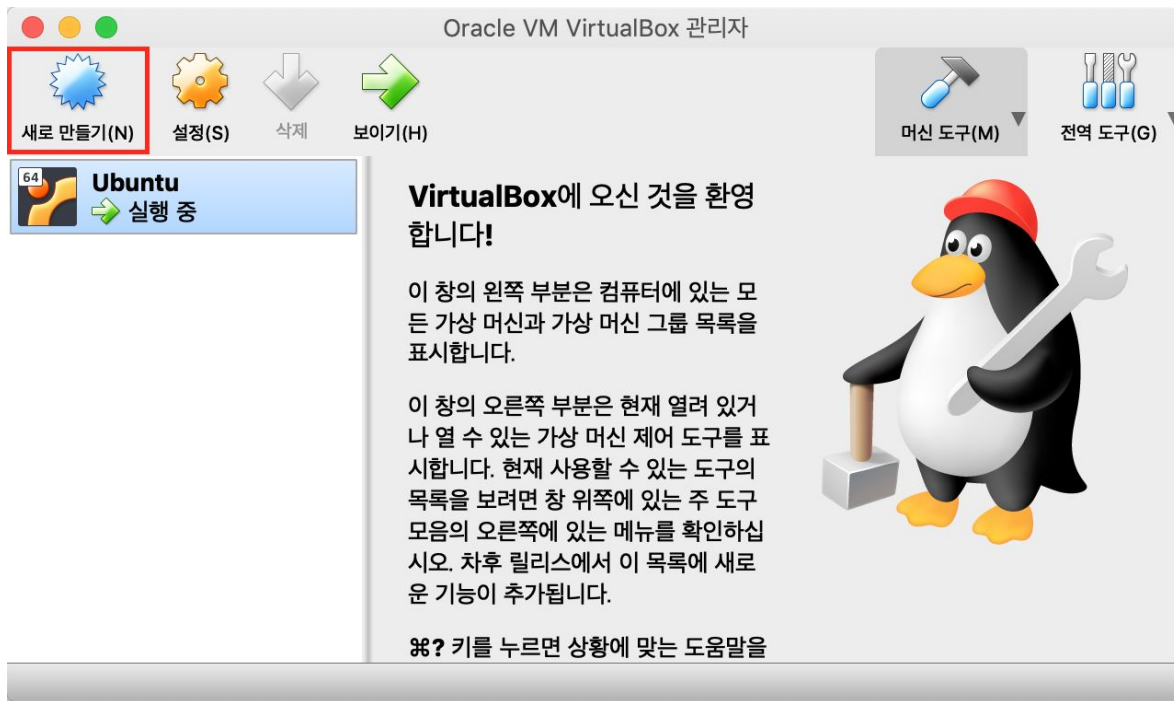 Oracle VM VirtualBox 관리자
새로 만들기(N)
설정(S)
삭제
보이기(H)
머신 도구(M)
전역 도구(G)
64
Ubuntu
실행 중
VirtualBox에 오신 것을 환영
합니다!
이 창의 왼쪽 부분은 컴퓨터에 있는 모
든 가상 머신과 가상 머신 그룹 목록을
표시합니다.
이 창의 오른쪽 부분은 현재 열려 있거
나 열 수 있는 가상 머신 제어 도구를 표
시합니다. 현재 사용할 수 있는 도구의
목록을 보려면 창 위쪽에 있는 주 도구
모음의 오른쪽에 있는 메뉴를 확인하십
시오. 차후 릴리스에서 이 목록에 새로
운 기능이 추가됩니다.
⌘? 키를 누르면 상황에 맞는 도움말을